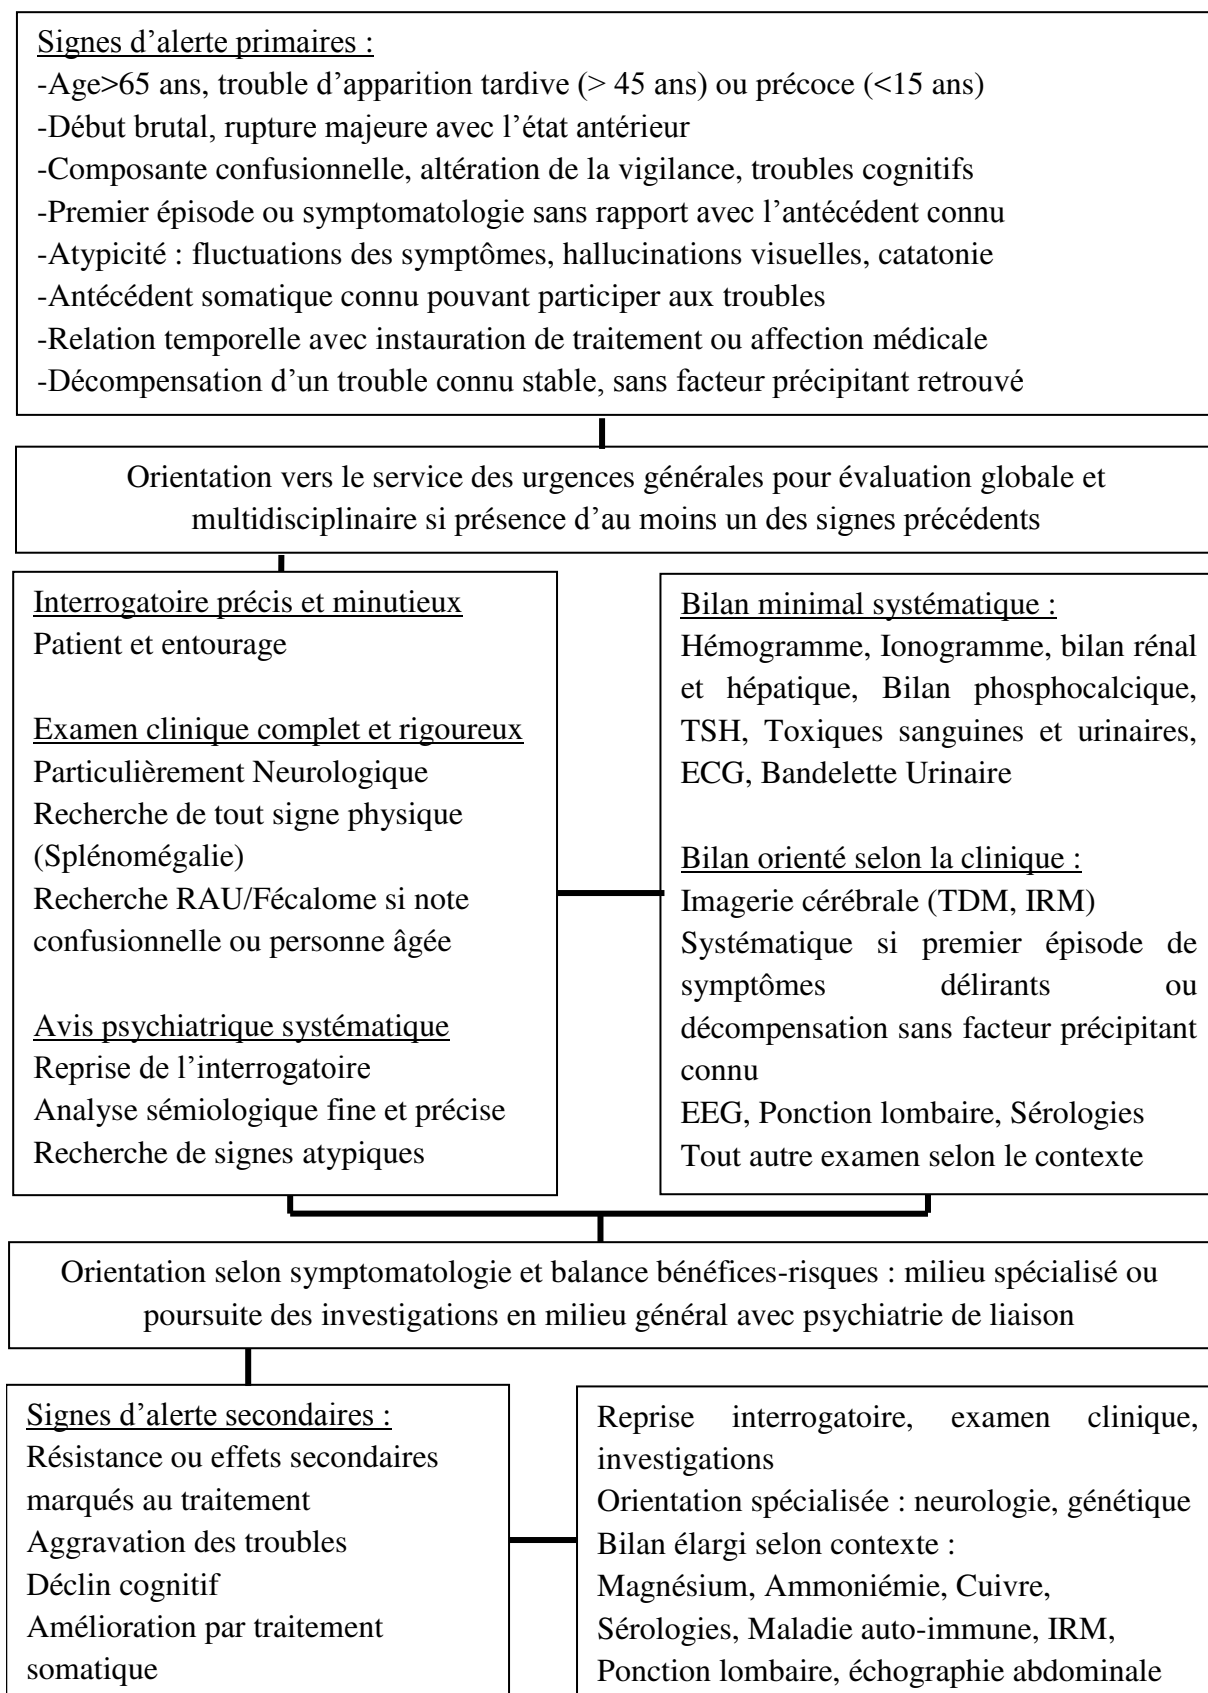 Signes d’alerte primaires :
-Age>65 ans, trouble d’apparition tardive (> 45 ans) ou précoce (<15 ans)
-Début brutal, rupture majeure avec l’état antérieur
-Composante confusionnelle, altération de la vigilance, troubles cognitifs
-Premier épisode ou symptomatologie sans rapport avec l’antécédent connu
-Atypicité : fluctuations des symptômes, hallucinations visuelles, catatonie
-Antécédent somatique connu pouvant participer aux troubles
-Relation temporelle avec instauration de traitement ou affection médicale
-Décompensation d’un trouble connu stable, sans facteur précipitant retrouvé
Orientation vers le service des urgences générales pour évaluation globale et
multidisciplinaire si présence d’au moins un des signes précédents
Interrogatoire précis et minutieux
Patient et entourage
Examen clinique complet et rigoureux
Particulièrement Neurologique
Recherche de tout signe physique
(Splénomégalie)
Recherche RAU/Fécalome si note
confusionnelle ou personne âgée
Avis psychiatrique systématique
Reprise de l’interrogatoire
Analyse sémiologique fine et précise
Recherche de signes atypiques
Bilan minimal systématique :
Hémogramme, Ionogramme, bilan rénal
et hépatique, Bilan phosphocalcique,
TSH, Toxiques sanguines et urinaires,
ECG, Bandelette Urinaire
Bilan orienté selon la clinique :
Imagerie cérébrale (TDM, IRM)
Systématique si premier épisode de
symptômes délirants ou
décompensation sans facteur précipitant
connu
EEG, Ponction lombaire, Sérologies
Tout autre examen selon le contexte
Orientation selon symptomatologie et balance bénéfices-risques : milieu spécialisé ou
poursuite des investigations en milieu général avec psychiatrie de liaison
Signes d’alerte secondaires :
Résistance ou effets secondaires
marqués au traitement
Aggravation des troubles
Déclin cognitif
Amélioration par traitement
somatique
Reprise interrogatoire, examen clinique,
investigations
Orientation spécialisée : neurologie, génétique
Bilan élargi selon contexte :
Magnésium, Ammoniémie, Cuivre,
Sérologies, Maladie auto-immune, IRM,
Ponction lombaire, échographie abdominale